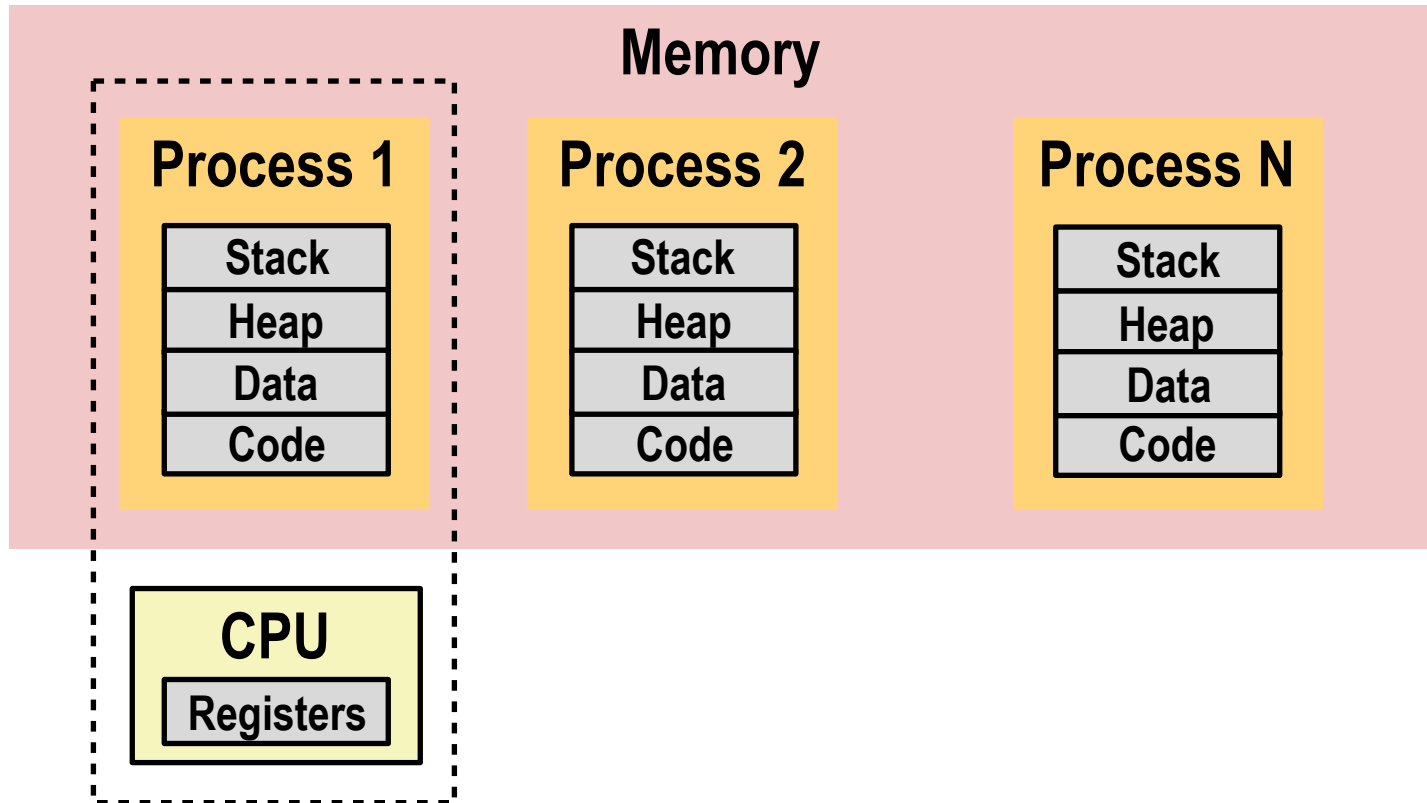 Memory
Process 1
Stack
Heap
Data
Code
Process 2
Stack
Heap
Data
Code
Process N
Stack
Heap
Data
Code
CPU
Registers